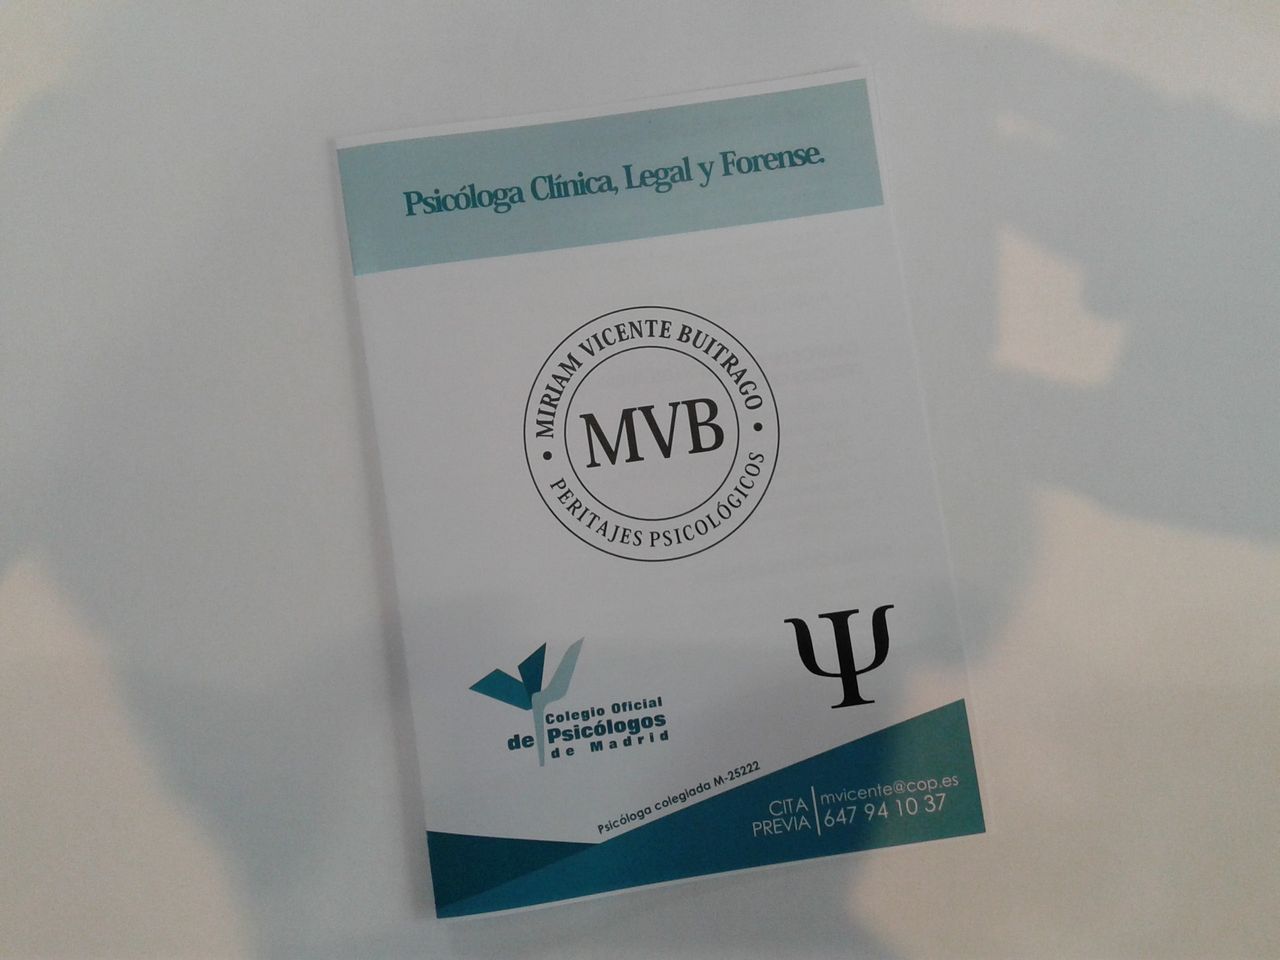 Psicóloga Clínica, Legal y Forense.
MIRIAM VICENTE BUITRAGO
MVB
PERITAJES PSICOLÓGICOS
Ψ
Colegio Oficial
de Psicólogos
de Madrid
Psicóloga colegiada M-25222
CITA PREVIA
mvicente@cop.es
647 94 10 37